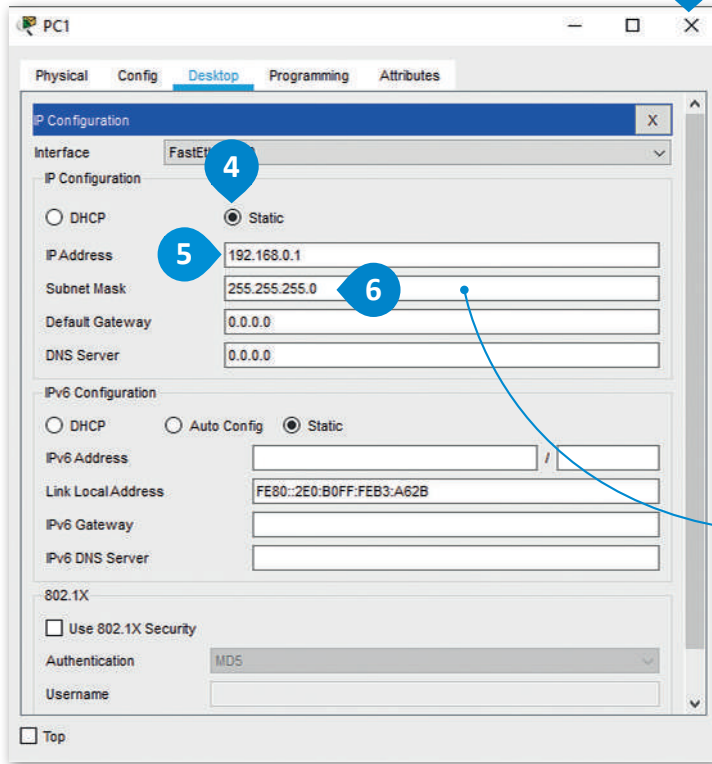 PC1
Physical Config Desktop Programming Attributes
IP Configuration X
Interface
IP Configuration
4
DHCP Static
IP Address 5 192.168.0.1
Subnet Mask 255.255.255.0 6
Default Gateway 0.0.0.0
DNS Server 0.0.0.0
IPv6 Configuration
DHCP Auto Config Static
IPv6 Address /
Link Local Address FE80::2E0:B0FF:FEB3:A62B
IPv6 Gateway
IPv6 DNS Server
802.1X
Use 802.1X Security
Authentication MD5
Username
Top